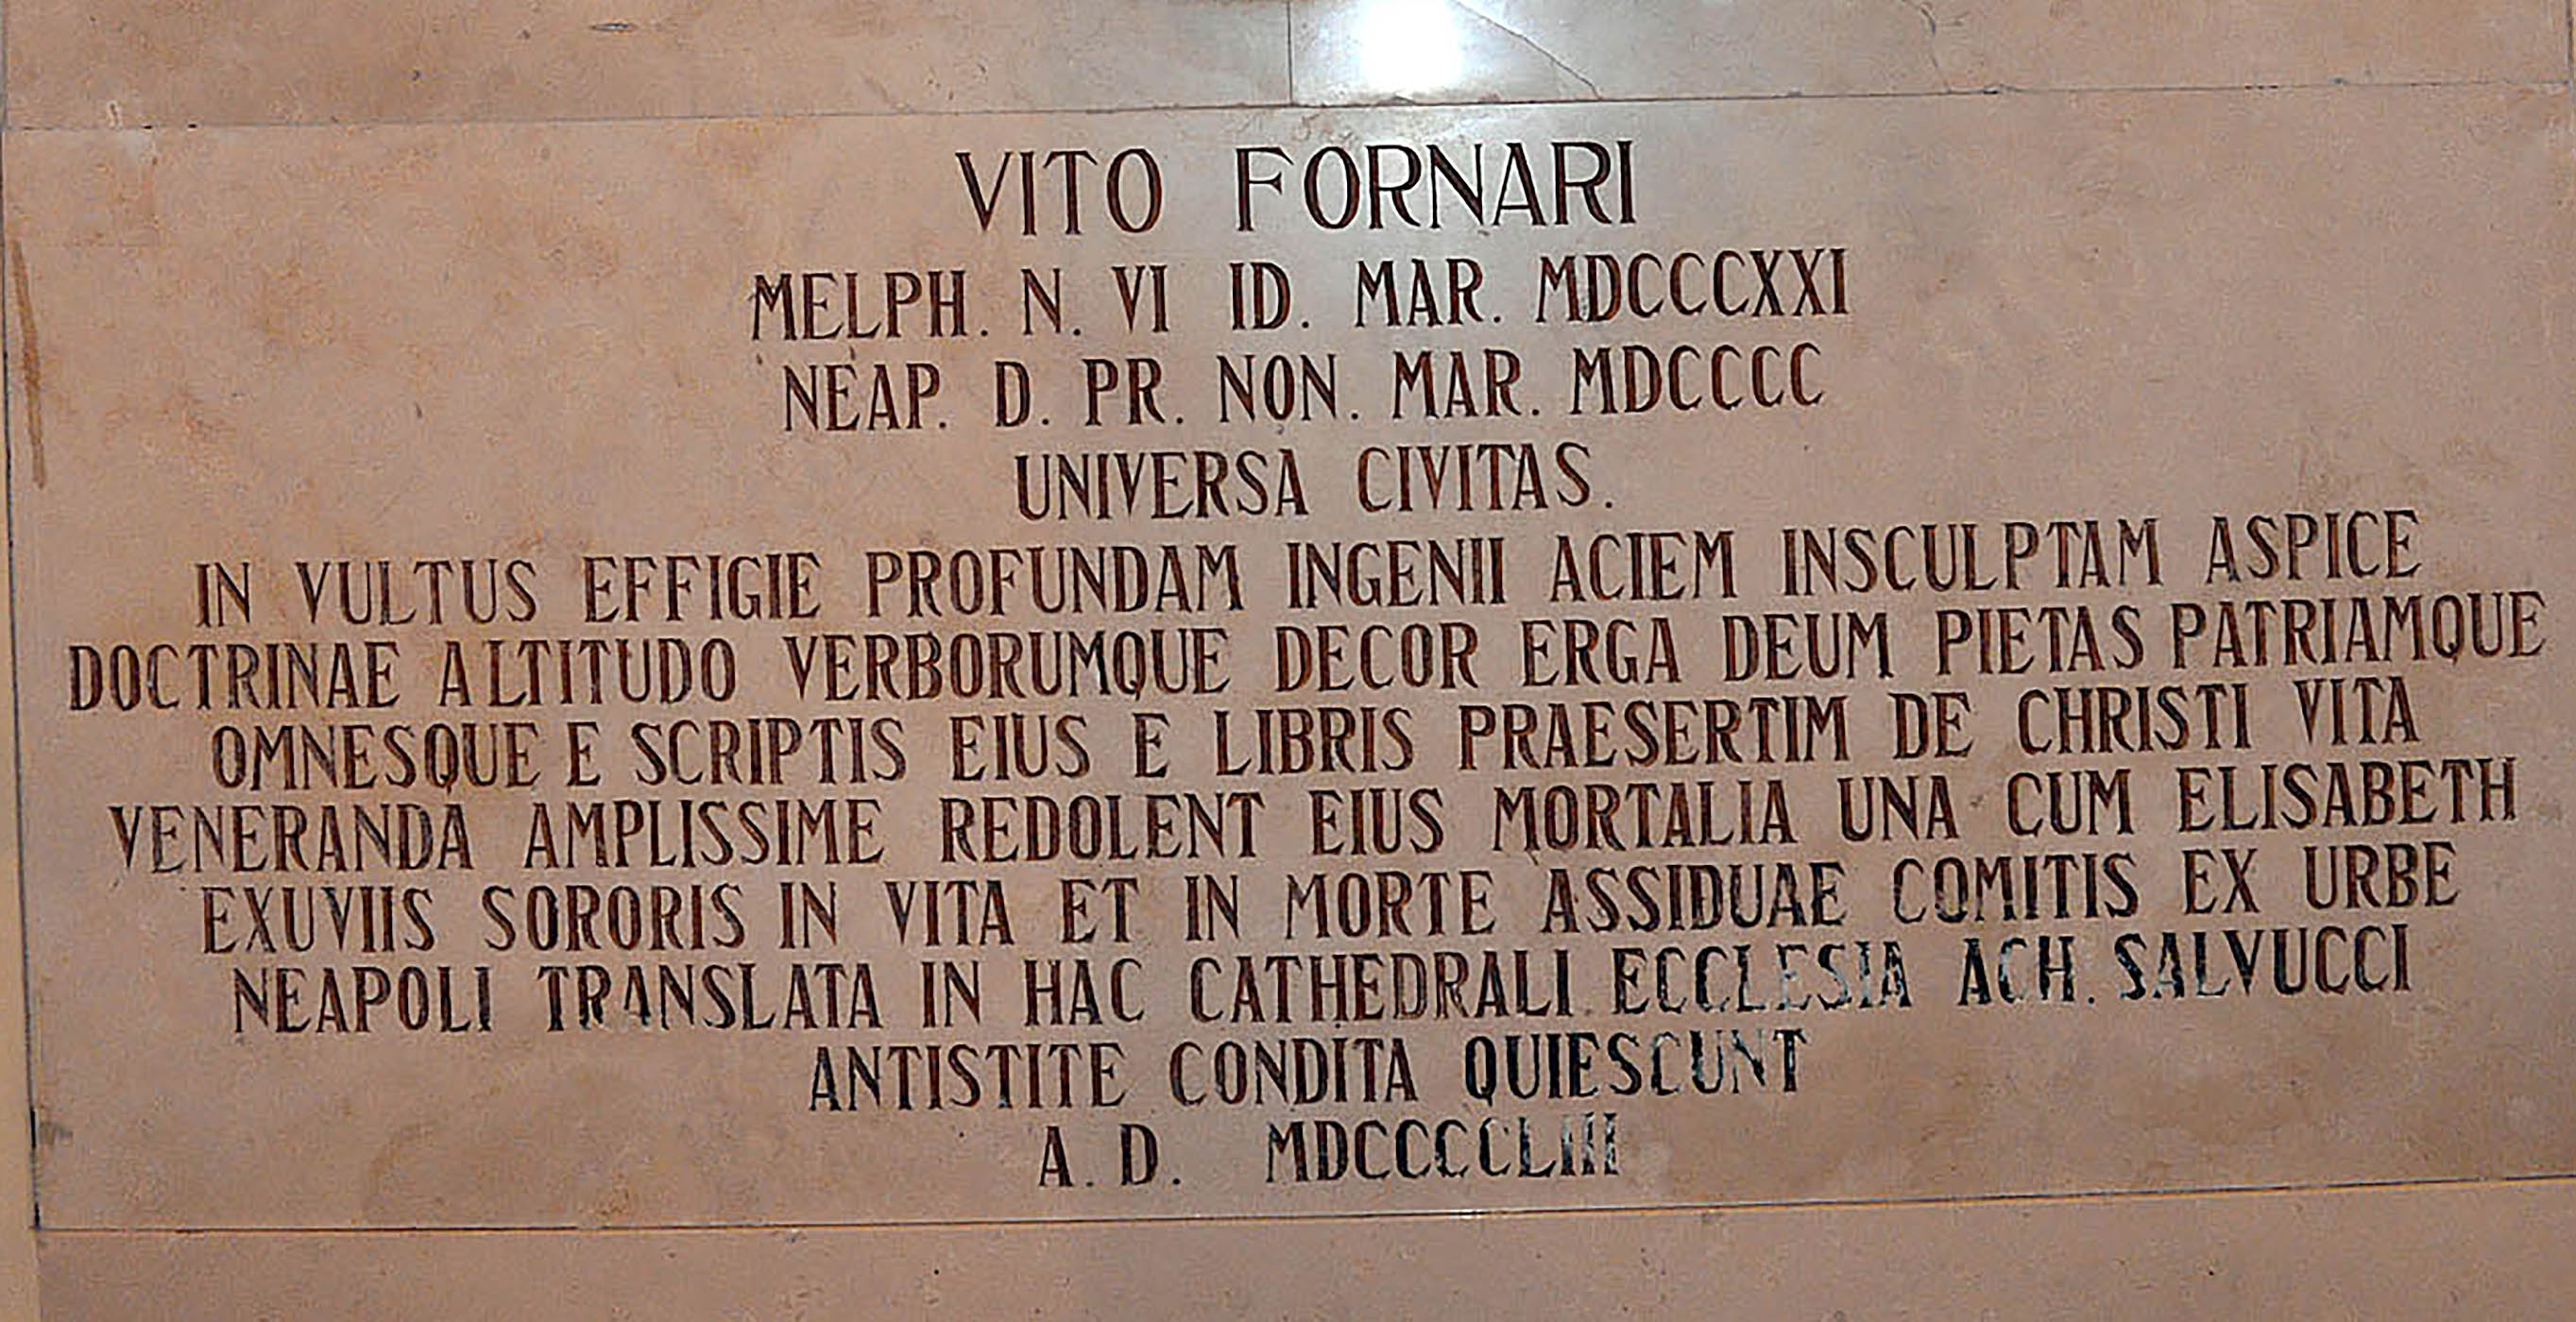 VITO FORNARI
MELPH. N. VI ID. MAR. MDCCCXXI
NEAP. D. PR. NON. MAR. MDCCCC
UNIVERSA CIVITAS.
IN VULTUS EFFIGIE PROFUNDAM INGENII ACIEM INSCULPTAM ASPICE
DOCTRINAE ALTITUDO VERBORUMQUE DECOR ERGA DEUM PIETAS PATRIAMQUE
OMNESQUE E SCRIPTIS EIUS E LIBRIS PRAESERTIM DE CHRISTI VITA
VENERANDA AMPLISSIME REDOLENT EIUS MORTALIA UNA CUM ELISABETH
EXUVIIS SORORIS IN VITA ET IN MORTE ASSIDUAE COMITIS EX URBE
NEAPOLI TRANSLATA IN HAC CATHEDRALI ECCLESIA ACH. SALVUCCI
ANTISTITE CONDITA QUIESCUNT
A. D. MDCCCCLIII